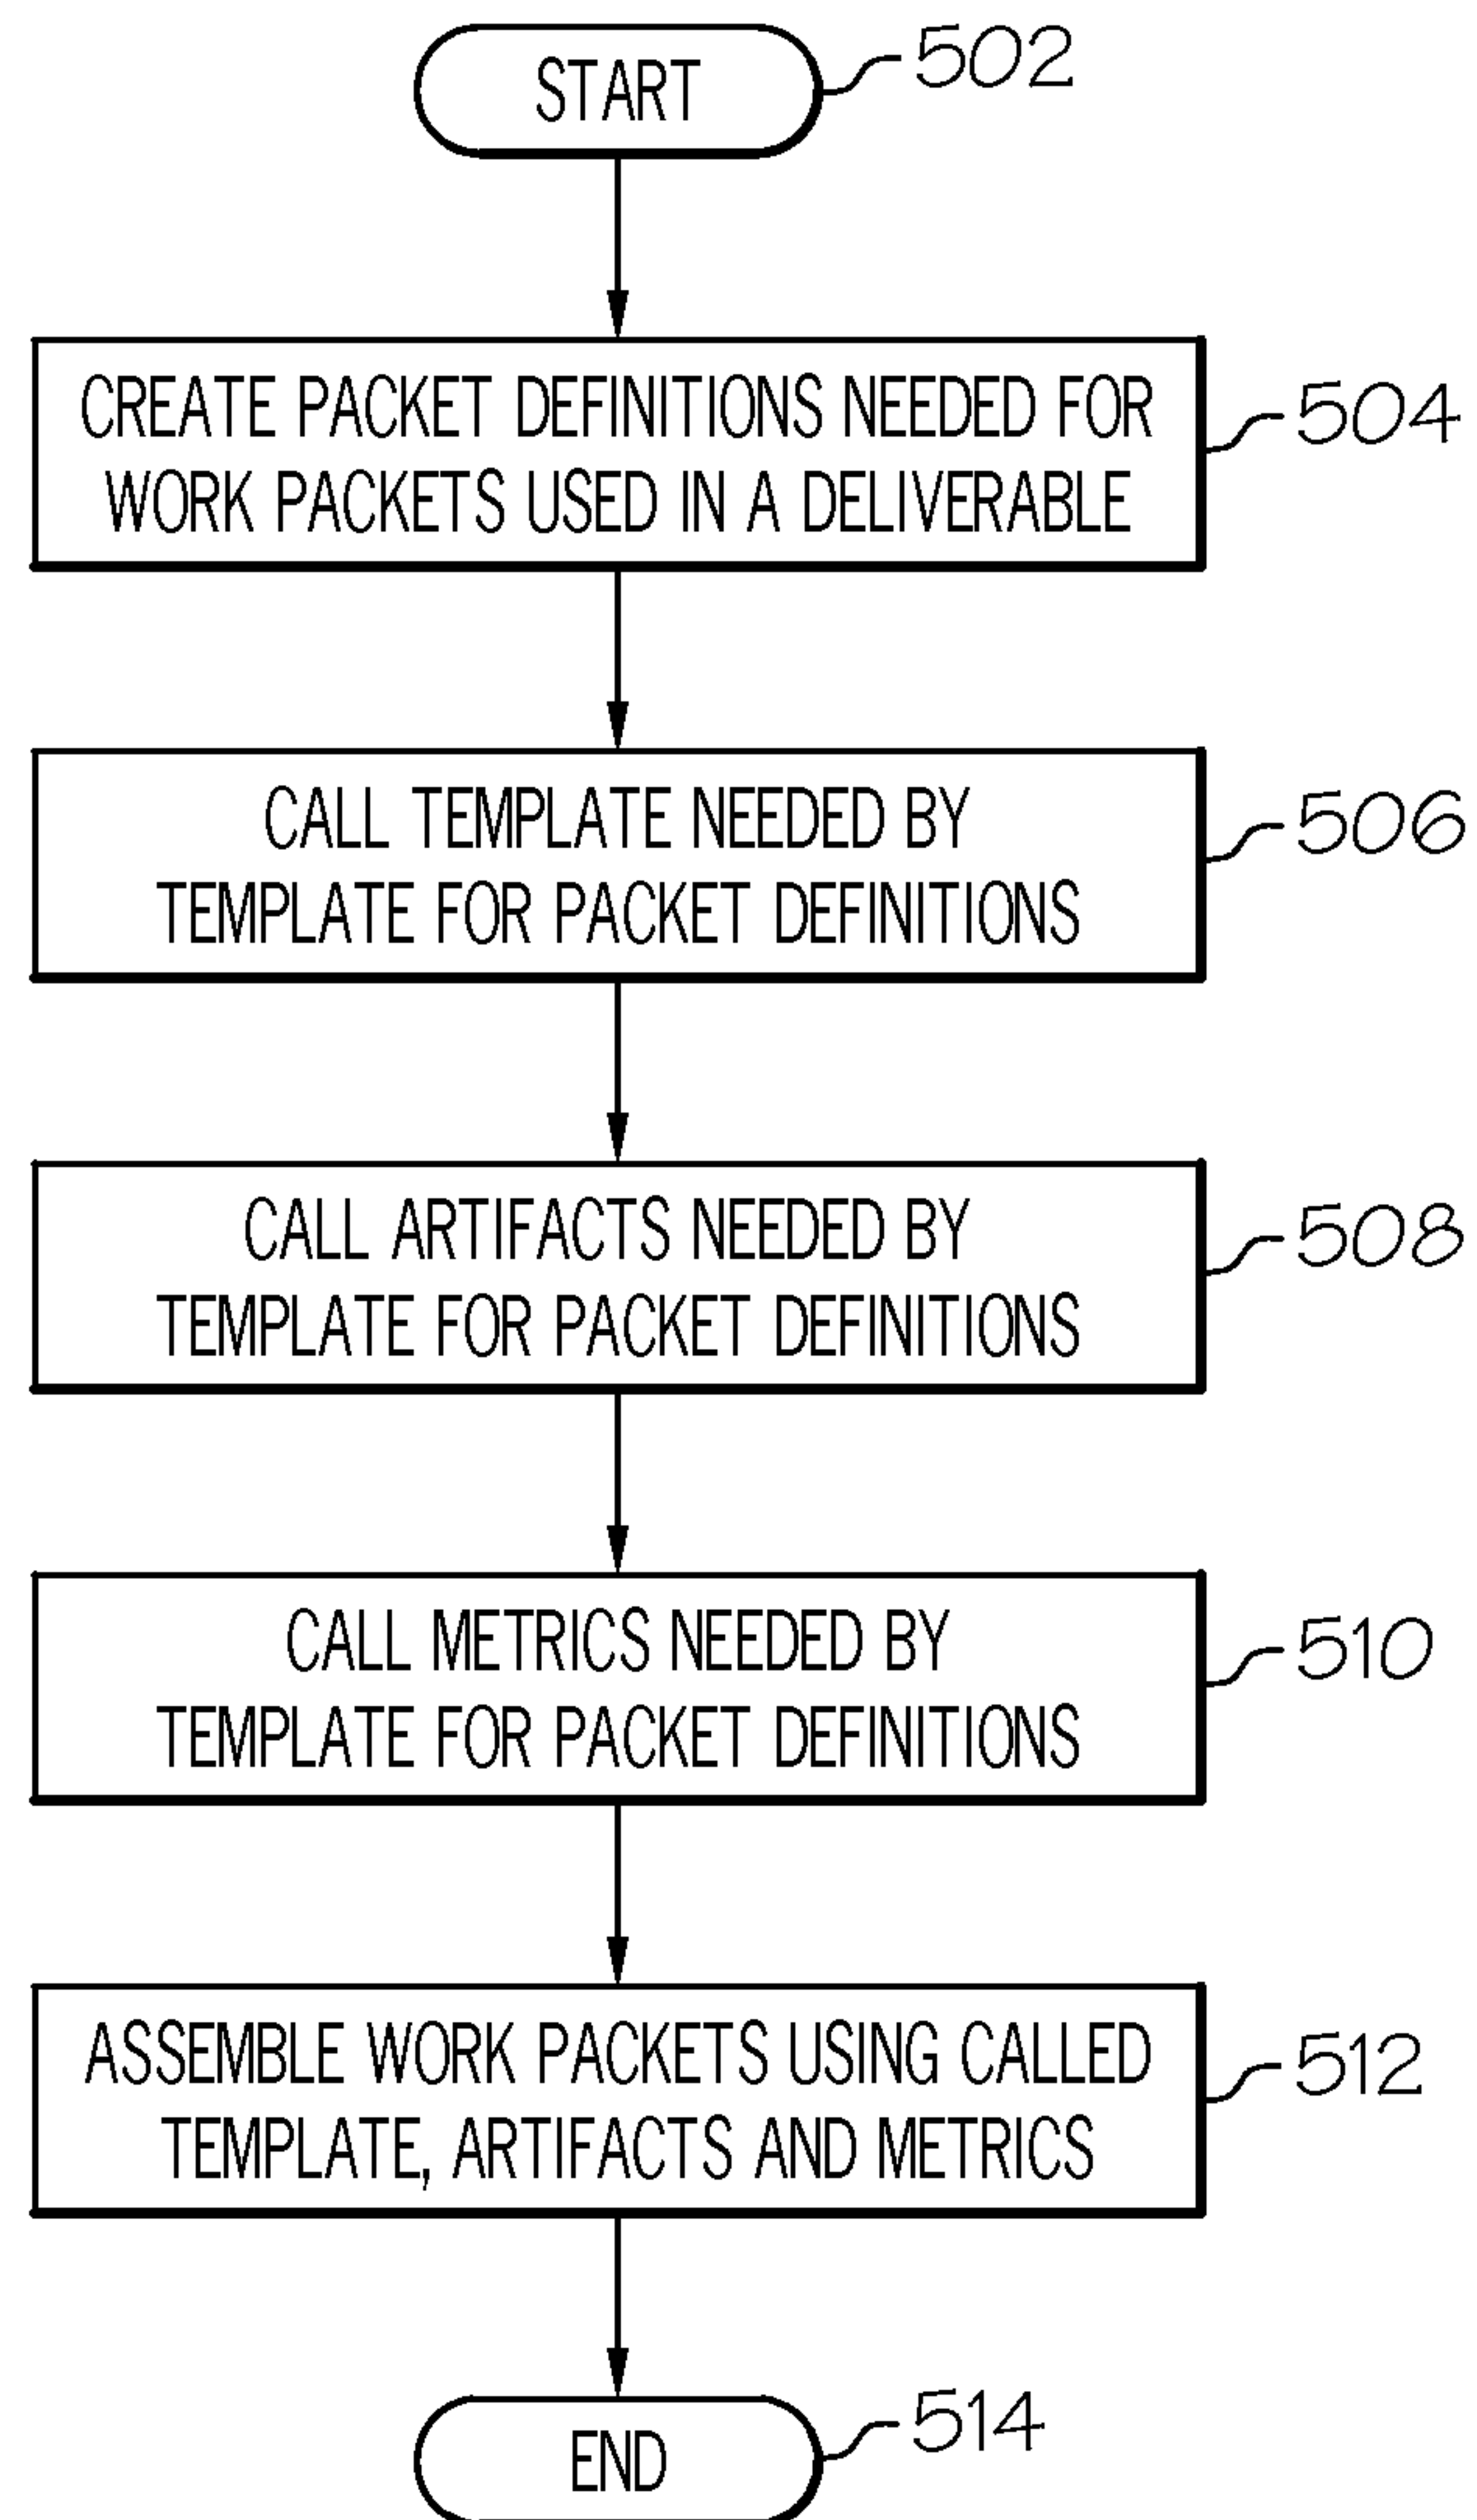 START
502
CREATE PACKET DEFINITIONS NEEDED FOR
WORK PACKETS USED IN A DELIVERABLE
504
CALL TEMPLATE NEEDED BY
TEMPLATE FOR PACKET DEFINITIONS
506
CALL ARTIFACTS NEEDED BY
TEMPLATE FOR PACKET DEFINITIONS
508
CALL METRICS NEEDED BY
TEMPLATE FOR PACKET DEFINITIONS
510
ASSEMBLE WORK PACKETS USING CALLED
TEMPLATE, ARTIFACTS AND METRICS
512
END
514